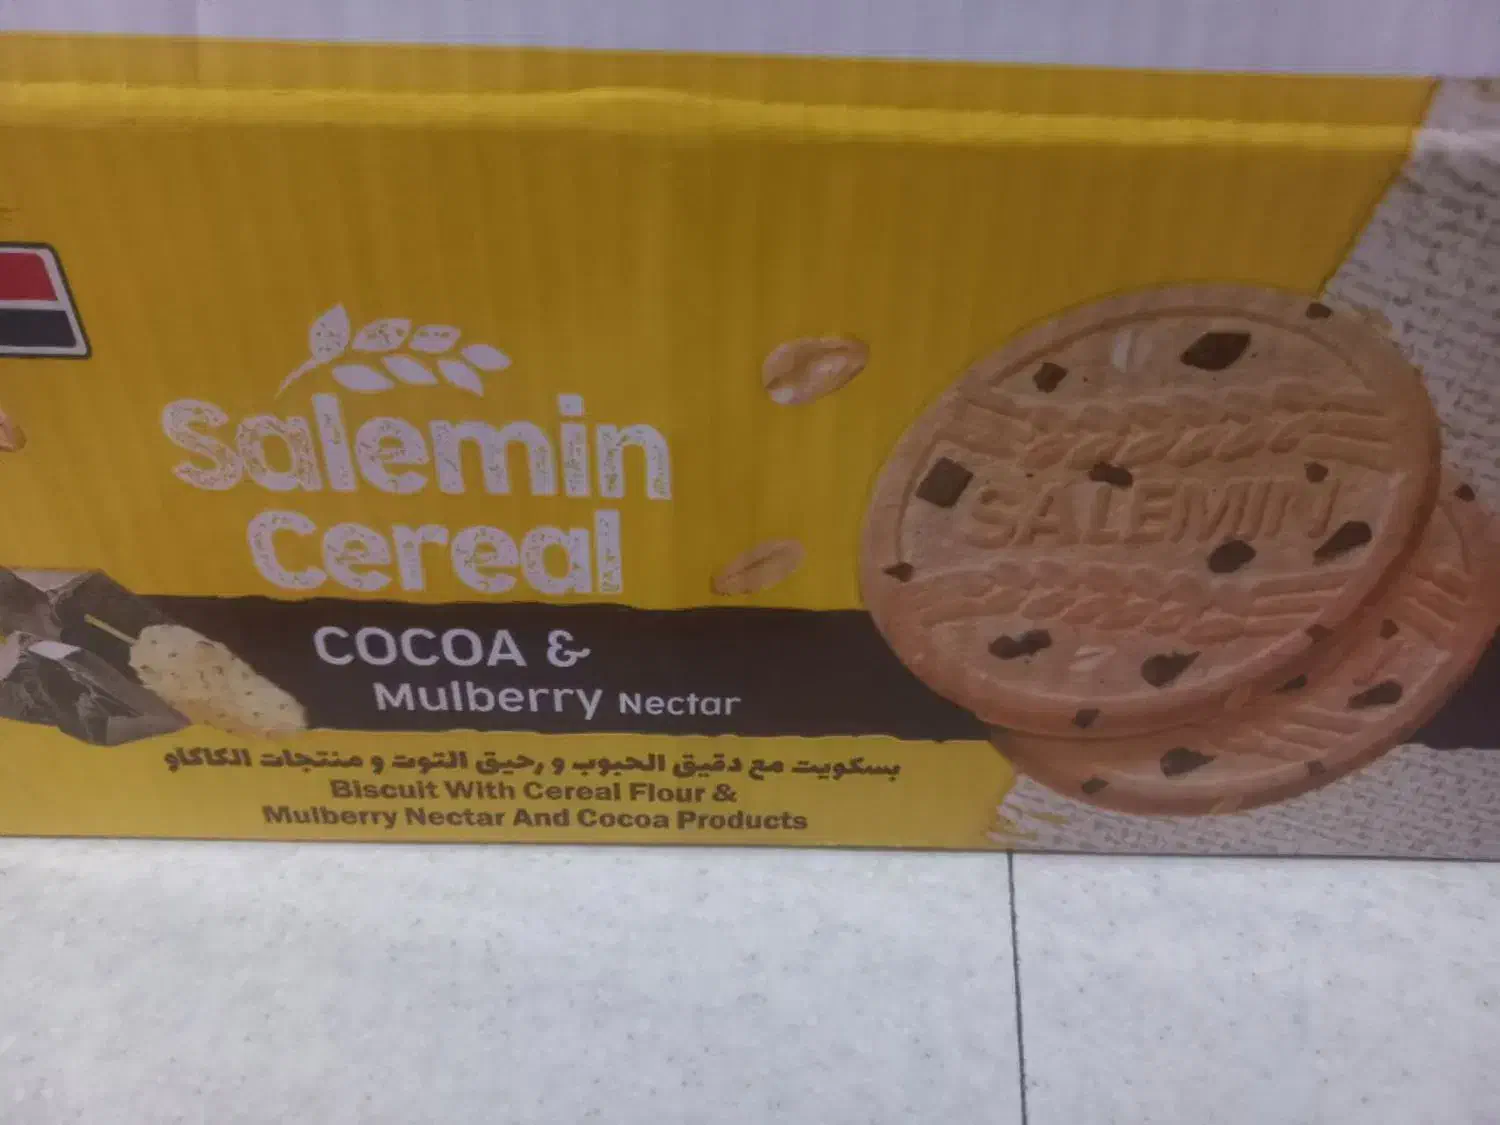 Salemin
Cereal
COCOA &
Mulberry Nectar
بسكويت مع دقيق الحبوب و رحيق التوت و منتجات الكاكاو
Biscuit With Cereal Flour &
Mulberry Nectar And Cocoa Products
SALEMIN